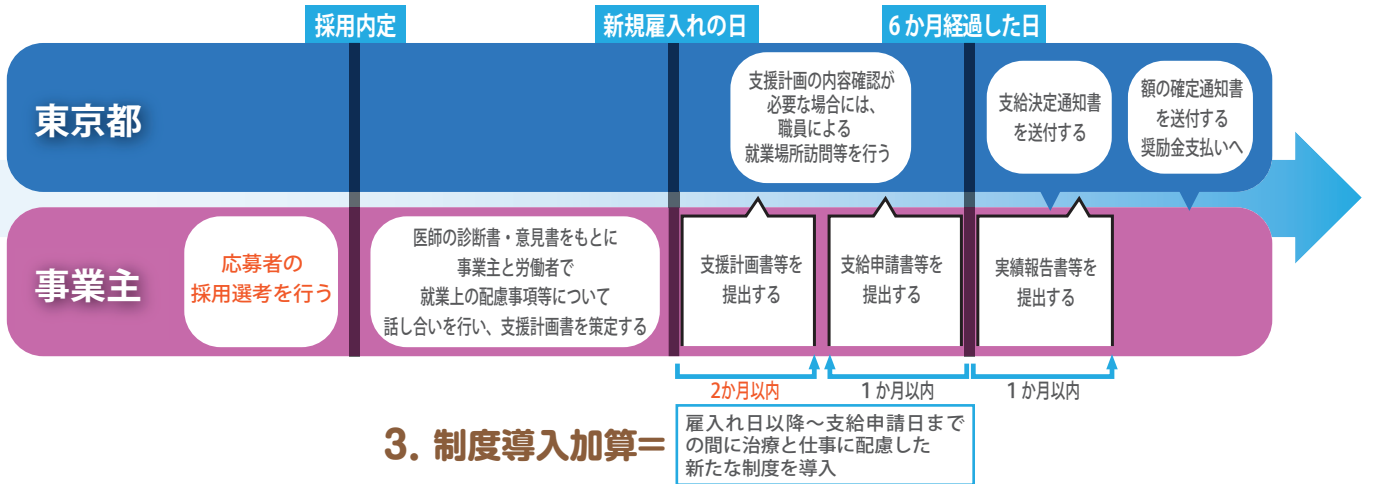 採用内定
新規雇入れの日
6か月経過した日
東京都
支援計画の内容確認が
必要な場合には、
職員による
就業場所訪問等を行う
支給決定通知書
を送付する
額の確定通知書
を送付する
奨励金支払いへ
事業主
応募者の
採用選考を行う
医師の診断書・意見書をもとに
事業主と労働者で
就業上の配慮事項等について
話し合いを行い、支援計画書を策定する
支援計画書等を
提出する
支給申請書等を
提出する
実績報告書等を
提出する
2か月以内
1か月以内
1か月以内
3. 制度導入加算=
雇入れ日以降～支給申請日まで
の間に治療と仕事に配慮した
新たな制度を導入